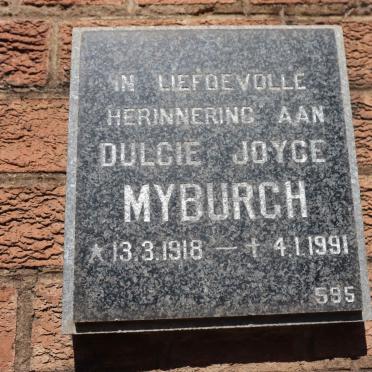 IN LIEFDEVOLLE
HERINNERING AAN
DULCIE JOYCE
MYBURGH
* 13.3.1918 — † 4.1.1991
595